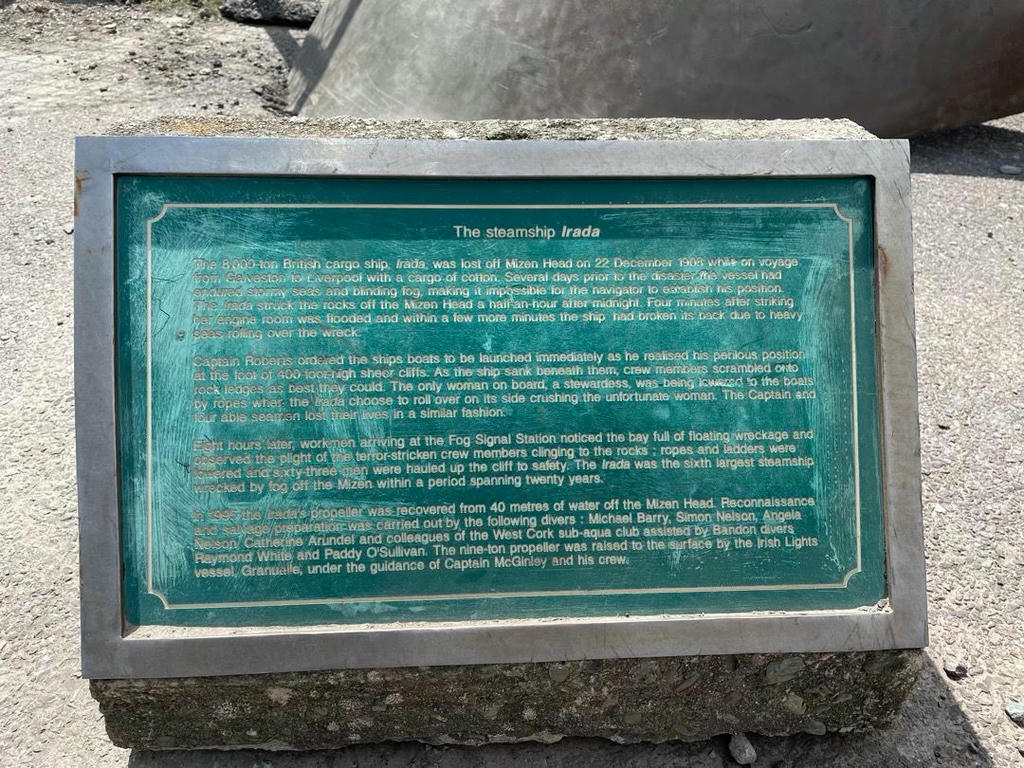 The steamship Irada
The 8,000-ton British cargo ship, Irada, was lost off Mizen Head on 22 December 1908 while on voyage
from Galveston to Liverpool with a cargo of cotton. Several days prior to the disaster the vessel had
endured stormy seas and blinding fog, making it impossible for the navigator to establish his position.
The Irada struck the rocks off the Mizen Head a half-an-hour after midnight. Four minutes after striking
her engine room was flooded and within a few more minutes the ship had broken its back due to heavy
seas rolling over the wreck.
Captain Roberts ordered the ships boats to be launched immediately as he realised his perilous position
at the foot of 400-foot-high sheer cliffs. As the ship sank beneath them, crew members scrambled onto
rock ledges as best they could. The only woman on board, a stewardess, was being lowered to the boats
by ropes when the Irada choose to roll over on its side crushing the unfortunate woman. The Captain and
four able seamen lost their lives in a similar fashion.
Eight hours later, workmen arriving at the Fog Signal Station noticed the bay full of floating wreckage and
observed the plight of the terror-stricken crew members clinging to the rocks ; ropes and ladders were
lowered and sixty-three men were hauled up the cliff to safety. The Irada was the sixth largest steamship
wrecked by fog off the Mizen within a period spanning twenty years.
In 1995 the Irada's propeller was recovered from 40 metres of water off the Mizen Head. Reconnaissance
and salvage preparation was carried out by the following divers : Michael Barry, Simon Nelson, Angela
Nelson, Catherine Arundel and colleagues of the West Cork sub-aqua club assisted by Bandon divers
Raymond White and Paddy O'Sullivan. The nine-ton propeller was raised to the surface by the Irish Lights
vessel, Granuaile, under the guidance of Captain McGinley and his crew.